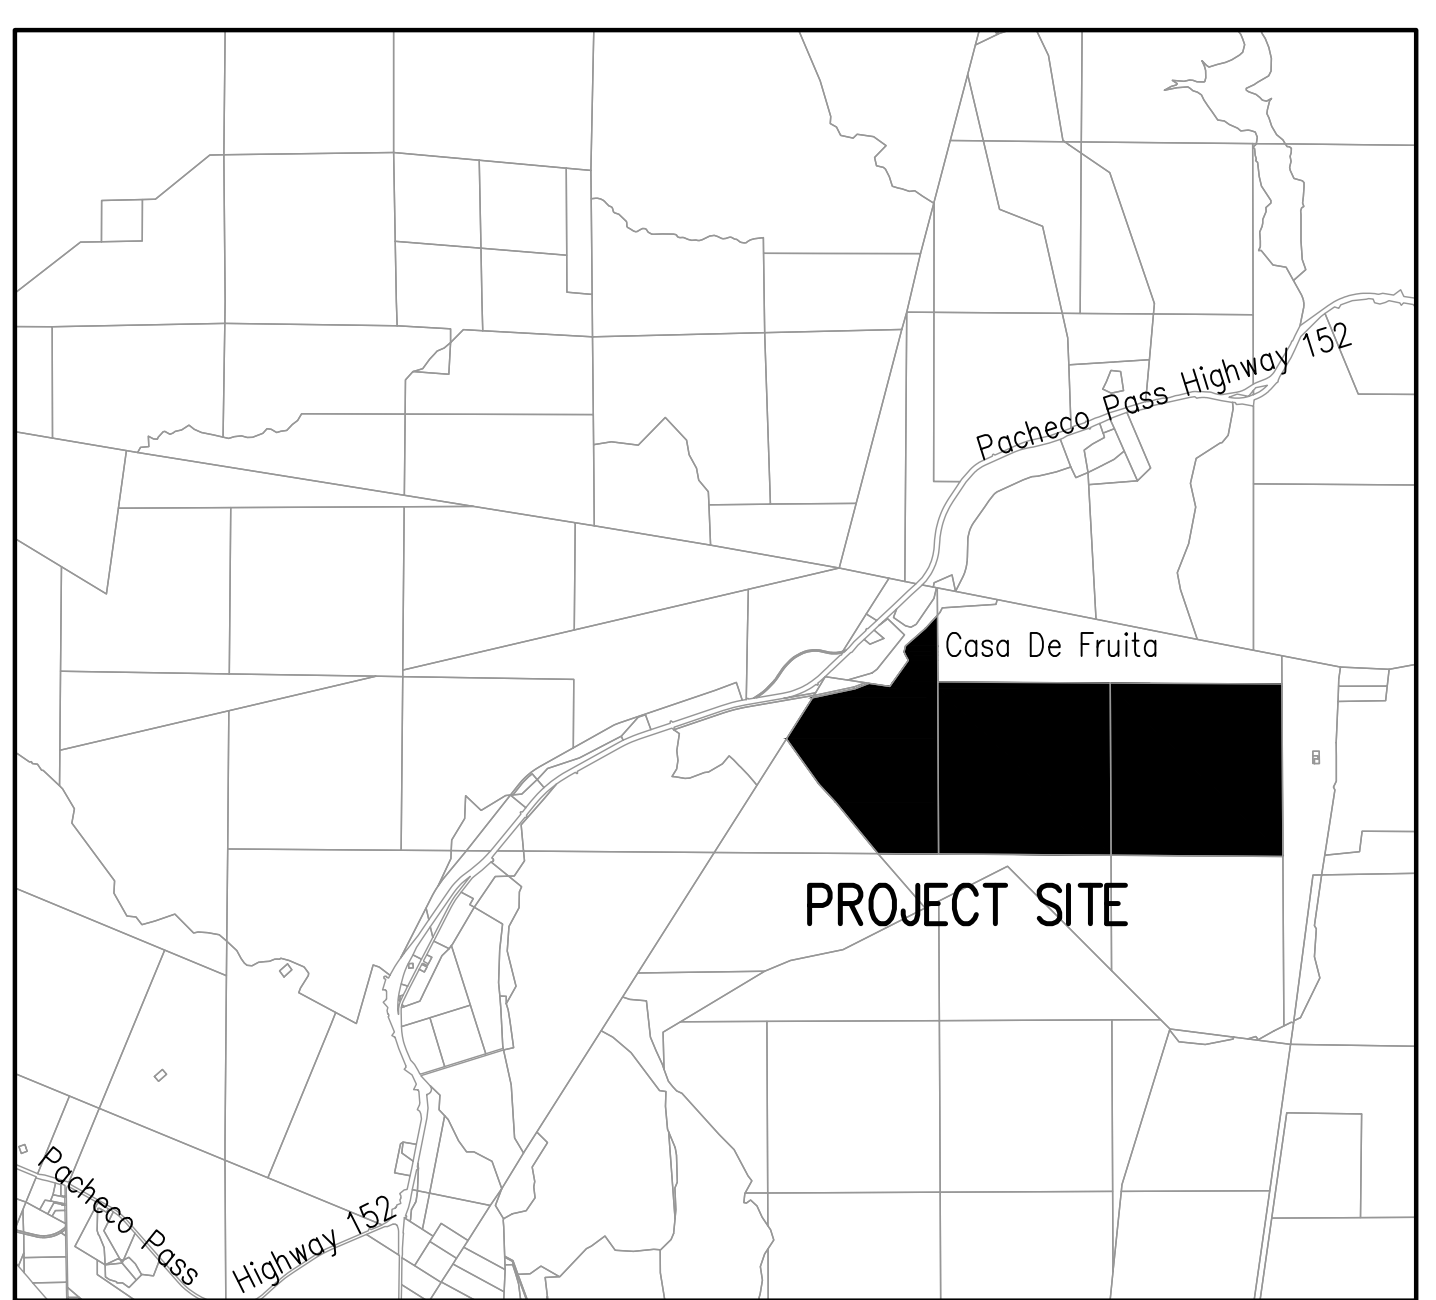 Pacheco Pass Highway 152
Casa De Fruita
PROJECT SITE
Pacheco Pass
Highway 152